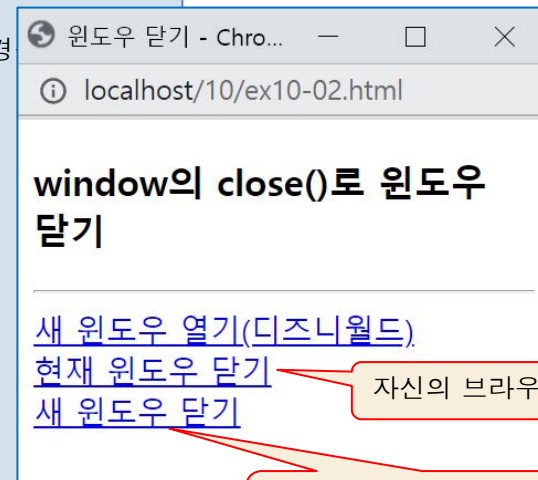 윈도우 닫기 - Chro...
경
localhost/10/ex10-02.html
window의 close()로 윈도우
닫기
새 윈도우 열기(디즈니월드)
현재 윈도우 닫기
자신의 브라우
새 윈도우 닫기